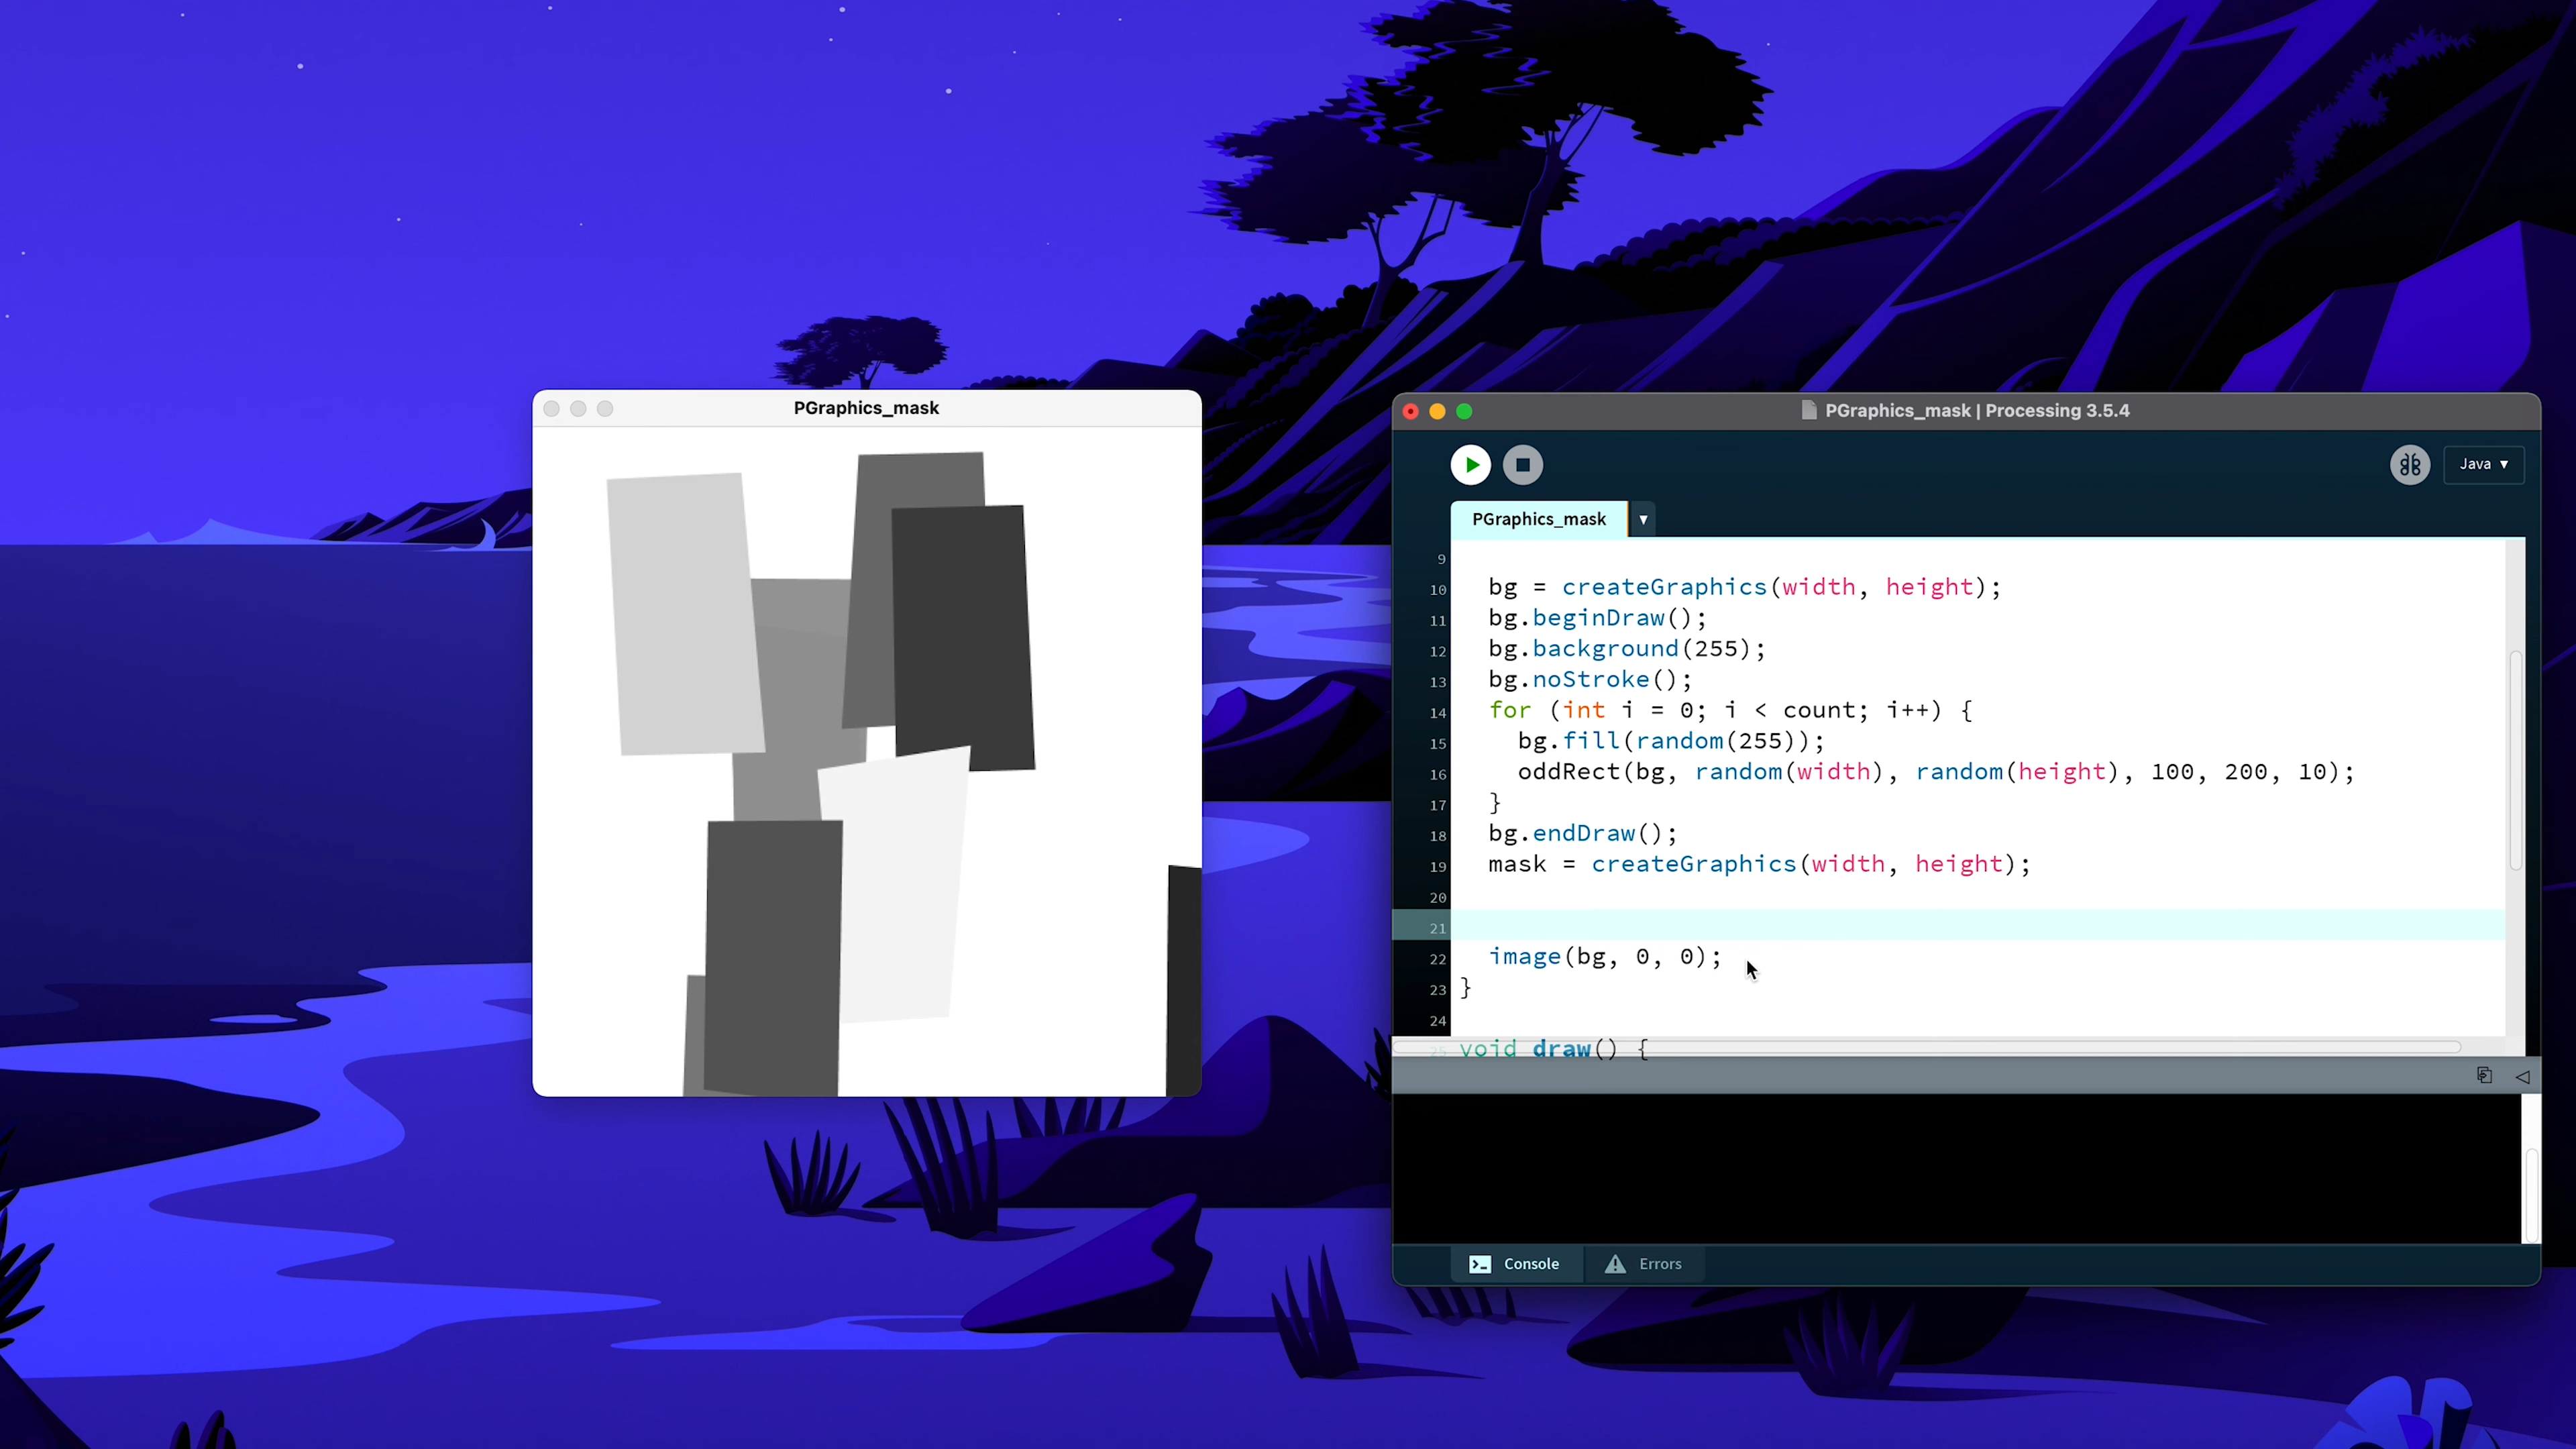 PGraphics_mask
PGraphics_mask | Processing 3.5.4
Java ▼
PGraphics_mask ▼
9
10 bg = createGraphics(width, height);
11 bg.beginDraw();
12 bg.background(255);
13 bg.noStroke();
14 for (int i = 0; i < count; i++) {
15 bg.fill(random(255));
16 oddRect(bg, random(width), random(height), 100, 200, 10);
17 }
18 bg.endDraw();
19 mask = createGraphics(width, height);
20
21
22 image(bg, 0, 0);
23 }
24
25 void draw() {
Console Errors